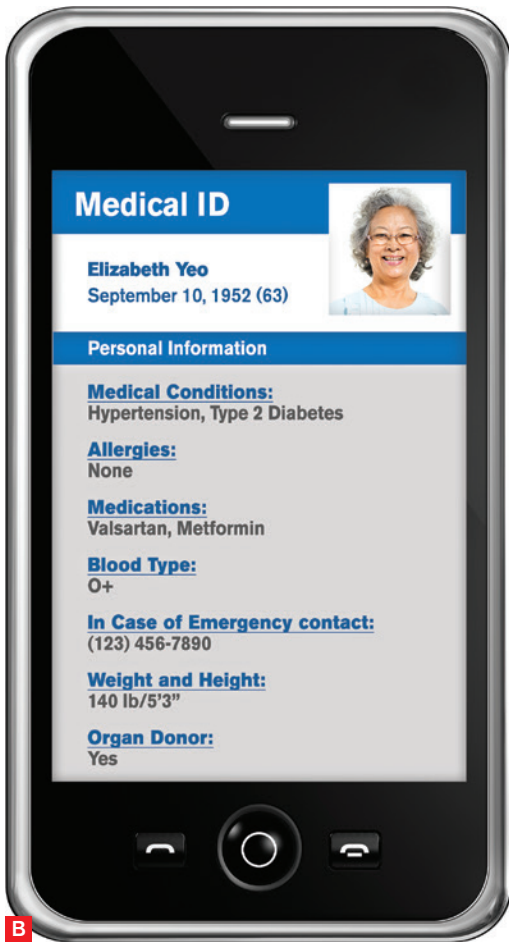 Medical ID
Elizabeth Yeo
September 10, 1952 (63)
Personal Information
Medical Conditions:
Hypertension, Type 2 Diabetes
Allergies:
None
Medications:
Valsartan, Metformin
Blood Type:
O+
In Case of Emergency contact:
(123) 456-7890
Weight and Height:
140 lb/5'3”
Organ Donor:
Yes
B